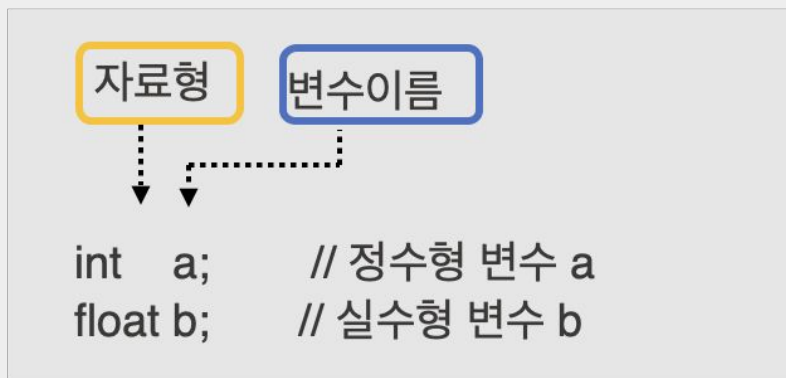 자료형 변수이름
int a; // 정수형 변수 a
float b; // 실수형 변수 b